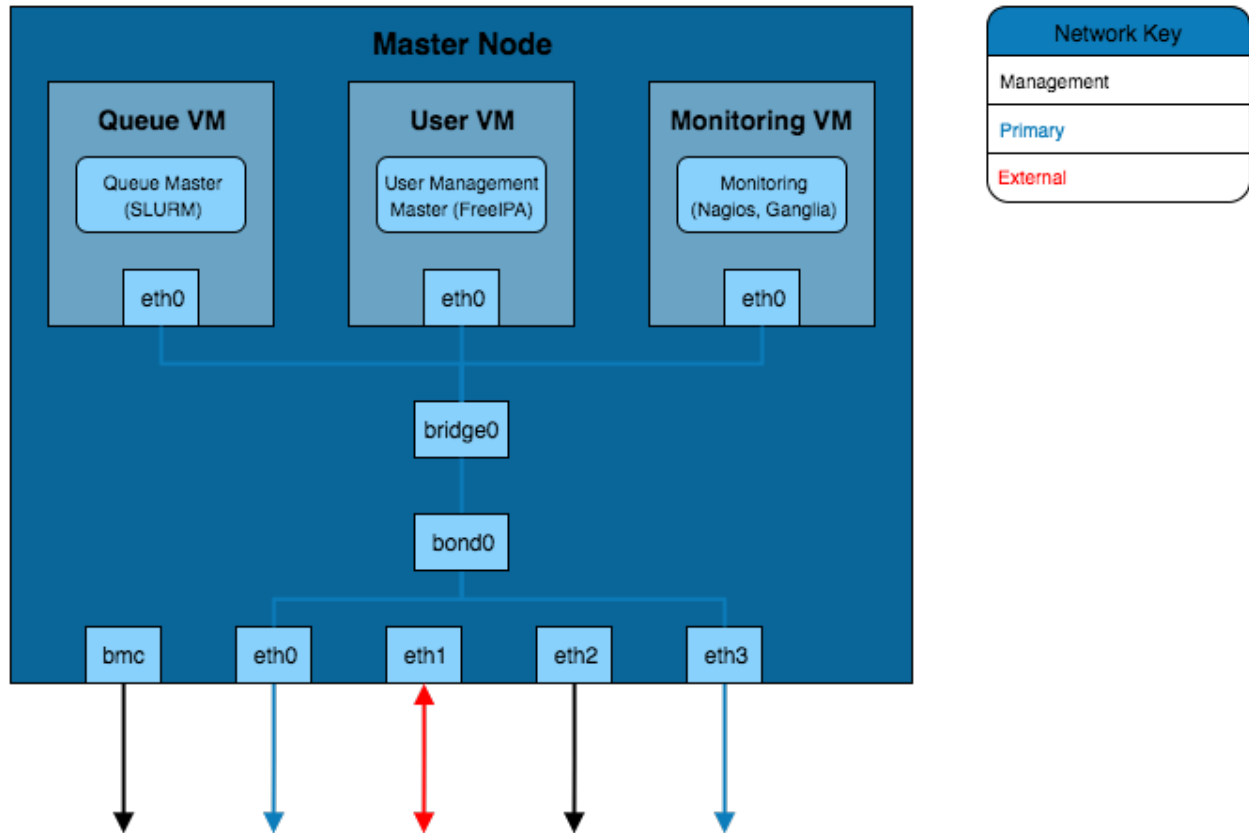 Master Node
Network Key
Management
Primary
External
Queue VM
Queue Master
(SLURM)
eth0
User VM
User Management
Master (FreeIPA)
eth0
Monitoring VM
Monitoring
(Nagios, Ganglia)
eth0
bridge0
bond0
bmc
eth0
eth1
eth2
eth3